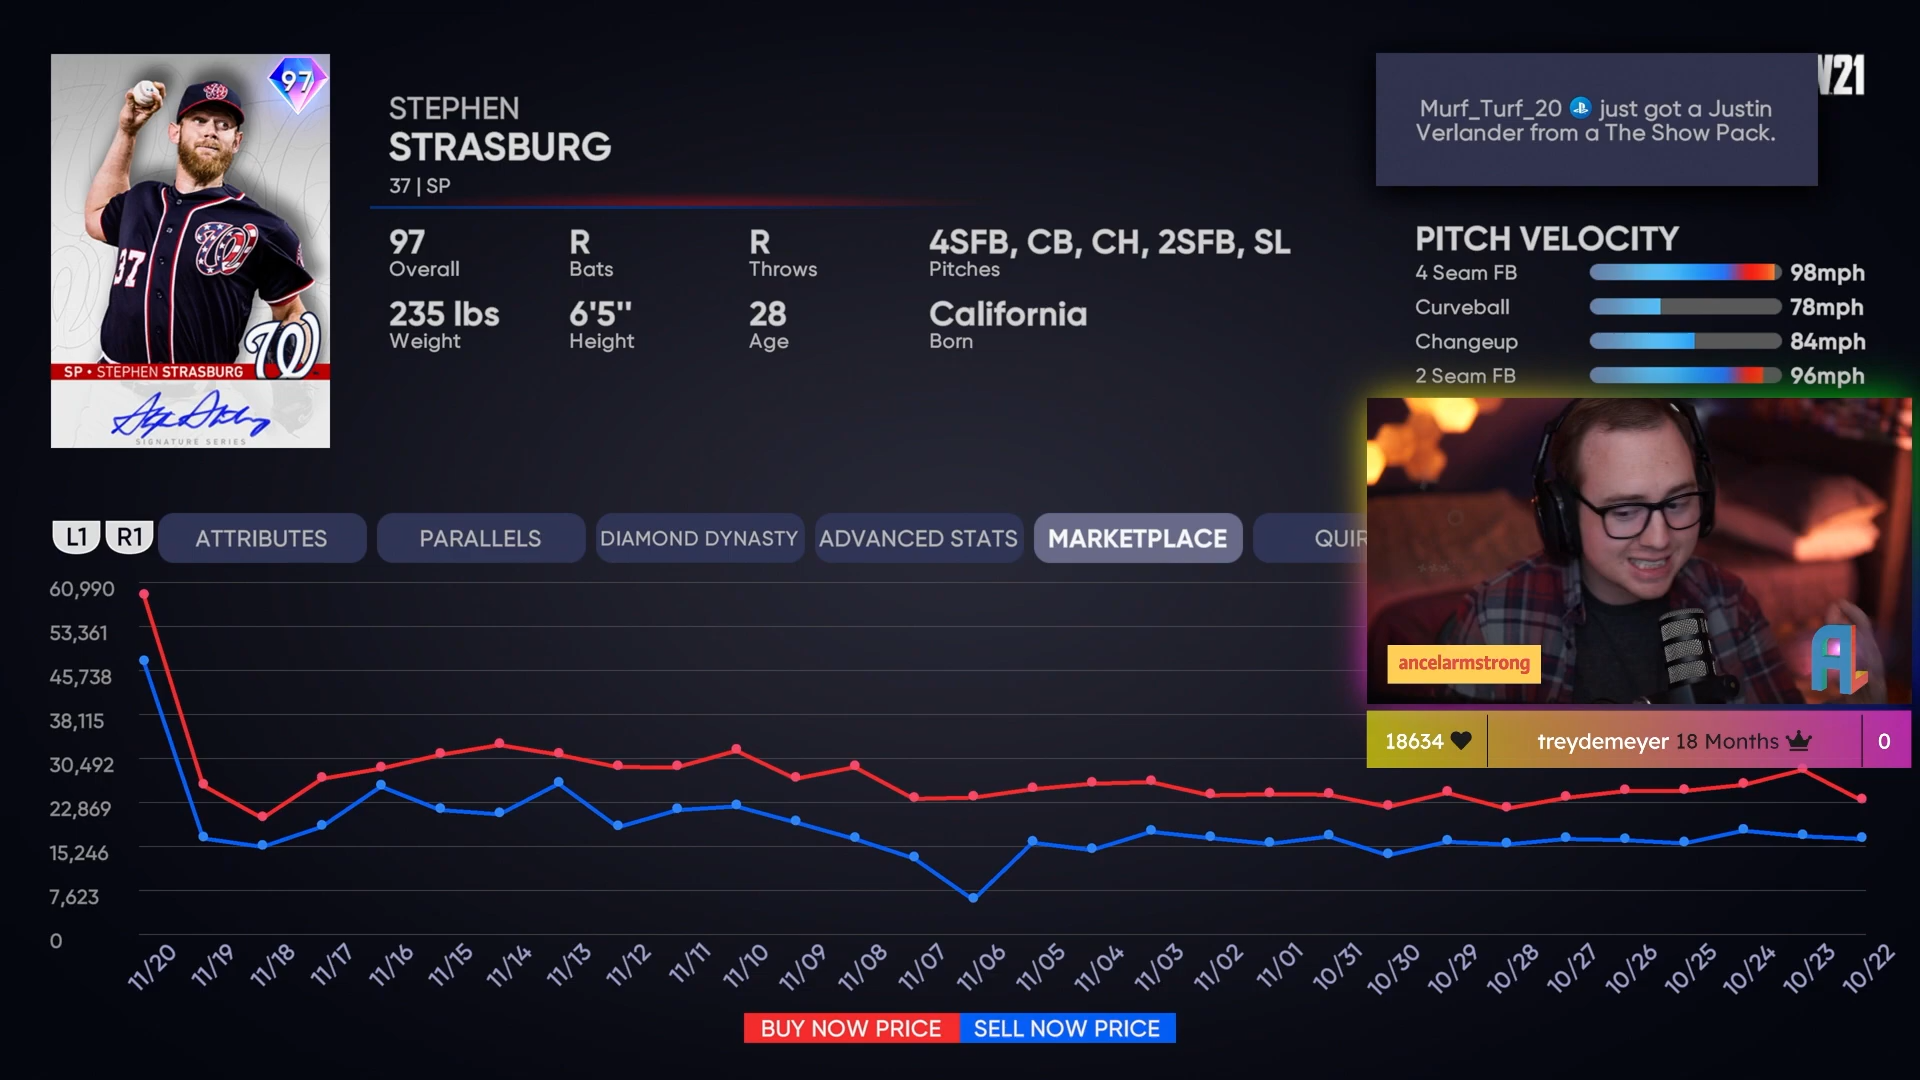 97
STEPHEN
STRASBURG
37 | SP
V21
Murf_Turf_20 just got a Justin
Verlander from a The Show Pack.
37
W
SP • STEPHEN STRASBURG
SIGNATURE SERIES
97
Overall
R
Bats
R
Throws
4SFB, CB, CH, 2SFB, SL
Pitches
235 lbs
Weight
6'5"
Height
28
Age
California
Born
PITCH VELOCITY
4 Seam FB 98mph
Curveball 78mph
Changeup 84mph
2 Seam FB 96mph
L1 R1 ATTRIBUTES PARALLELS DIAMOND DYNASTY ADVANCED STATS MARKETPLACE QUIR
ancelarmstrong
AL
18634 treydemeyer 18 Months 0
60,990
53,361
45,738
38,115
30,492
22,869
15,246
7,623
0
11/20 11/19 11/18 11/17 11/16 11/15 11/14 11/13 11/12 11/11 11/10 11/09 11/08 11/07 11/06 11/05 11/04 11/03 11/02 11/01 10/31 10/30 10/29 10/28 10/27 10/26 10/25 10/24 10/23 10/22
BUY NOW PRICE SELL NOW PRICE